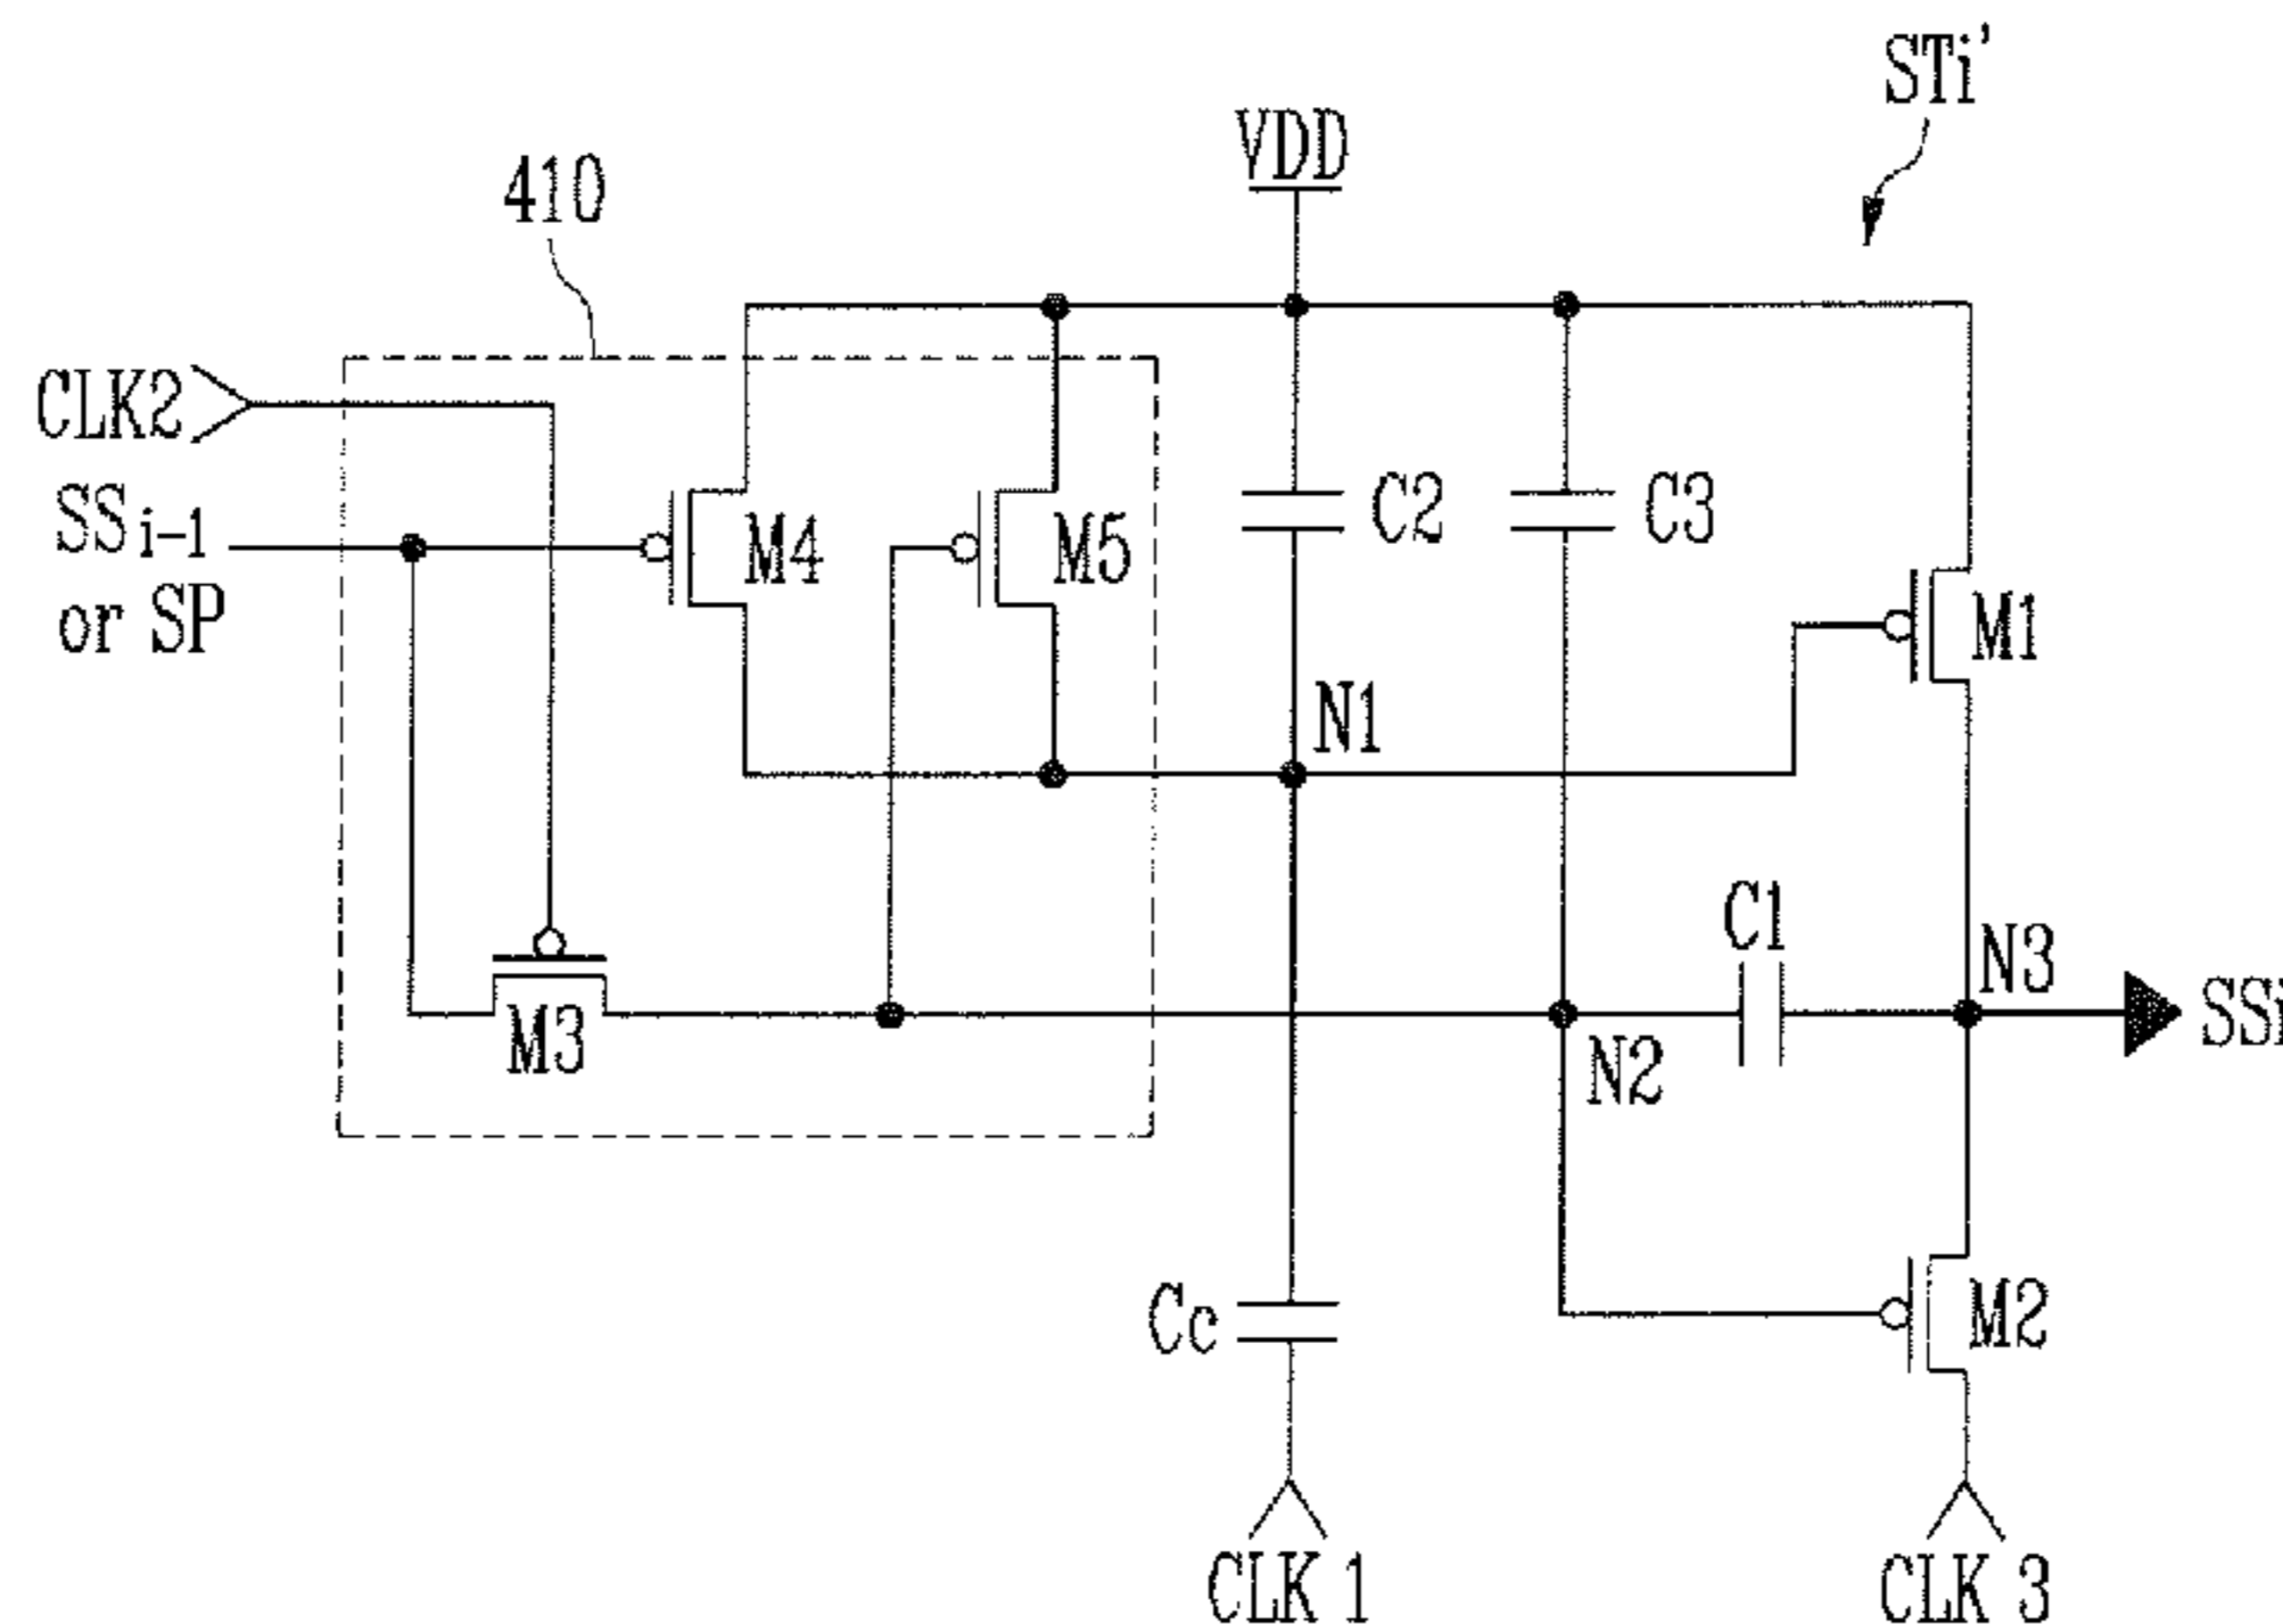 STi'
VDD
410
CLK2
SSi-1
or SP
M4
M5
C2
C3
M1
N1
C1
N3
SSi
M3
N2
Cc
M2
CLK 1
CLK 3